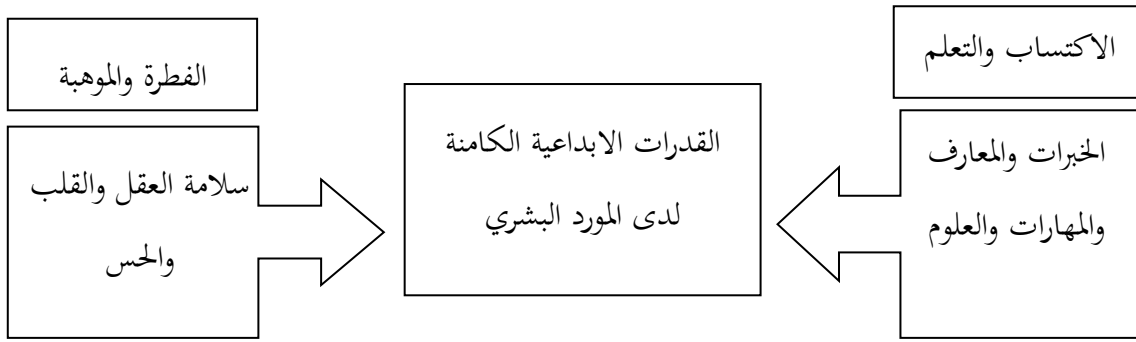 الاكتساب والتعلم
الخبرات والمعارف
والمهارات والعلوم
القدرات الابداعية الكامنة
لدى المورد البشري
الفطرة والموهبة
سلامة العقل والقلب
والحس